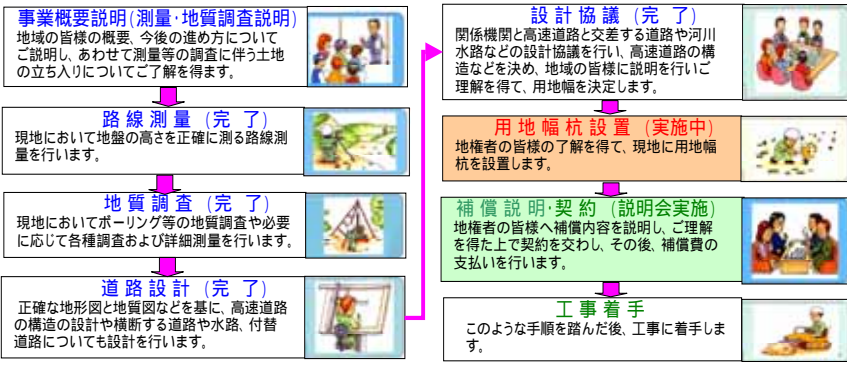 事業概要説明(測量･地質調査説明)
地域の皆様の概要、今後の進め方について
ご説明し、あわせて測量等の調査に伴う土地
の立ち入りについてご了解を得ます。
路線測量 (完 了)
現地において地盤の高さを正確に測る路線測
量を行います。
地質調査 (完 了)
現地においてボーリング等の地質調査や必要
に応じて各種調査および詳細測量を行います。
道路設計 (完 了)
正確な地形図と地質図などを基に、高速道路
の構造の設計や横断する道路や水路、付替
道路についても設計を行います。
設計協議 (完 了)
関係機関と高速道路と交差する道路や河川
水路などの設計協議を行い、高速道路の構
造などを決め、地域の皆様に説明を行いご
理解を得て、用地幅を決定します。
用地幅杭設置 (実施中)
地権者の皆様の了解を得て、現地に用地幅
杭を設置します。
補償説明･契約 (説明会実施)
地権者の皆様へ補償内容を説明し、ご理解
を得た上で契約を交わし、その後、補償費の
支払いを行います。
工事着手
このような手順を踏んだ後、工事に着手しま
す。